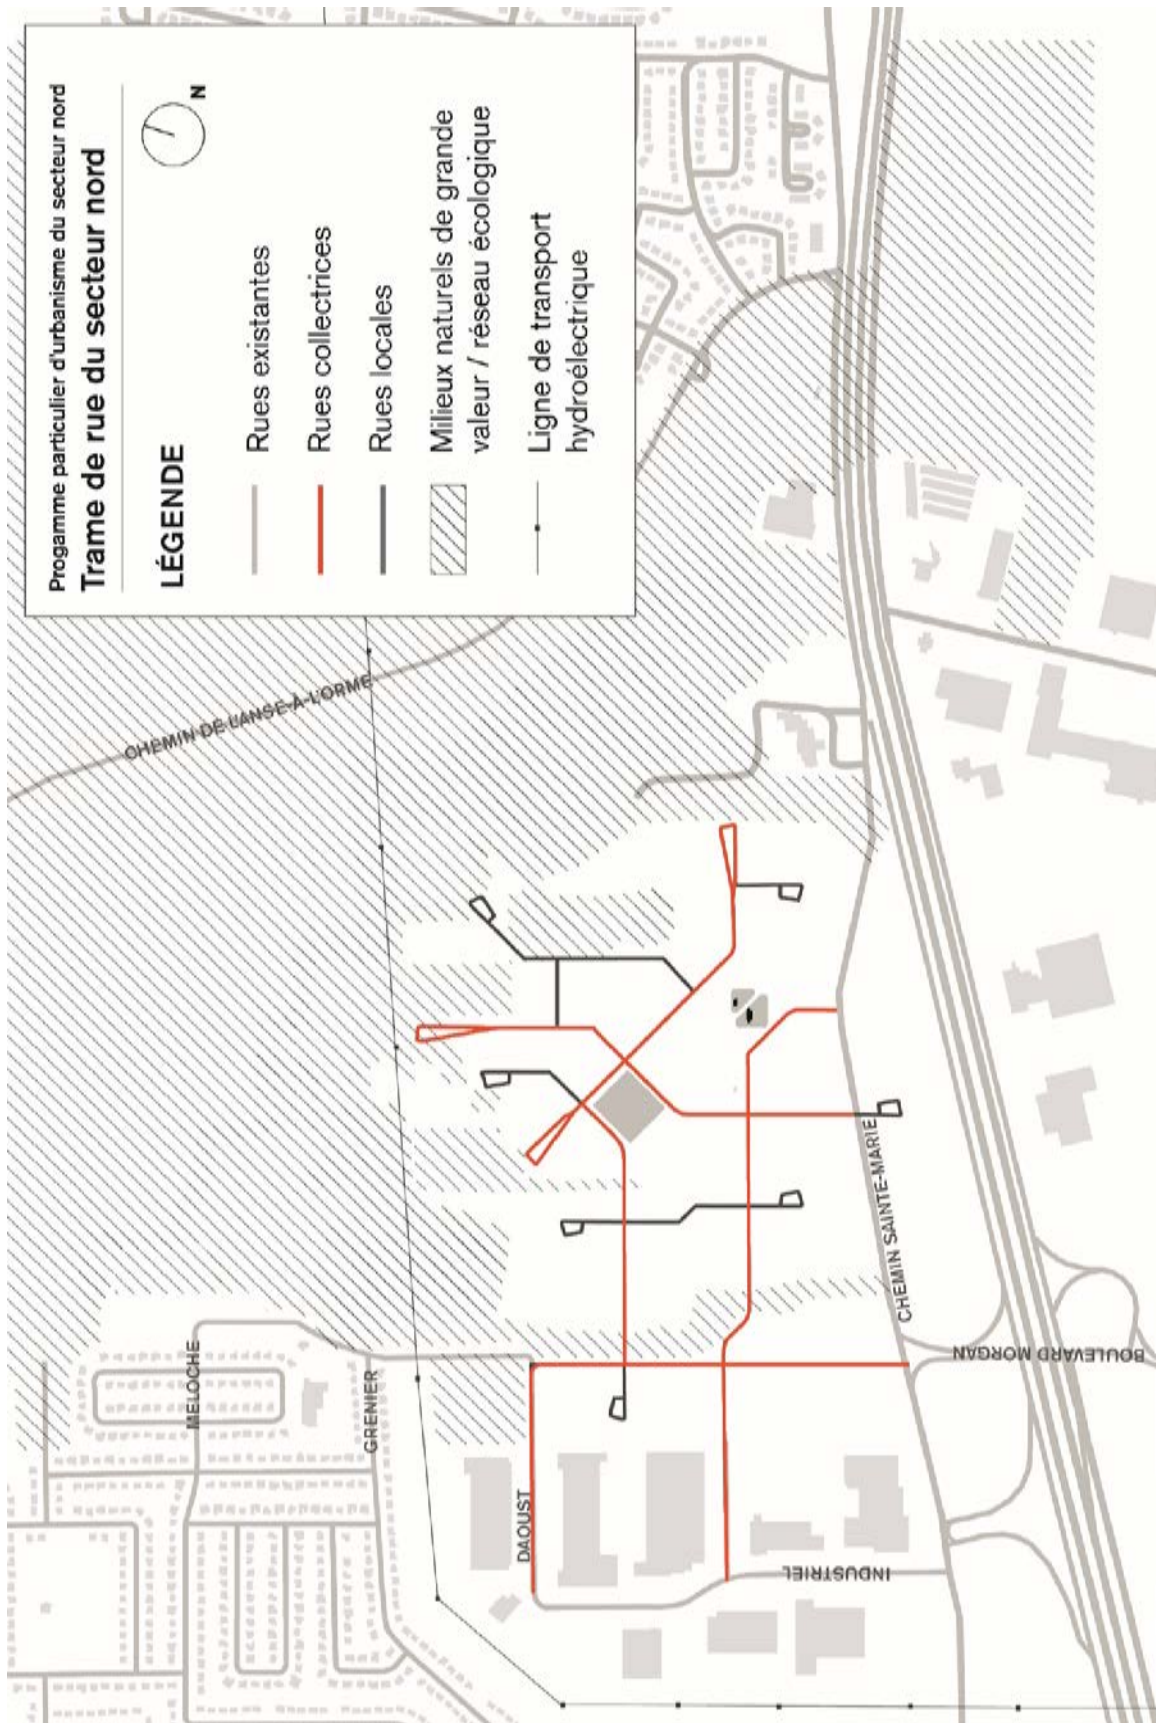 Progamme particulier d'urbanisme du secteur nord
Trame de rue du secteur nord
N
LÉGENDE
Rues existantes
Rues collectrices
Rues locales
Milieux naturels de grande
valeur / réseau écologique
Ligne de transport
hydroélectrique
CHEMIN DE L'ANSE-À-L'ORME
MELOCHE
GRENIER
DAOUST
INDUSTRIEL
CHEMIN SAINTE-MARIE
BOULEVARD MORGAN